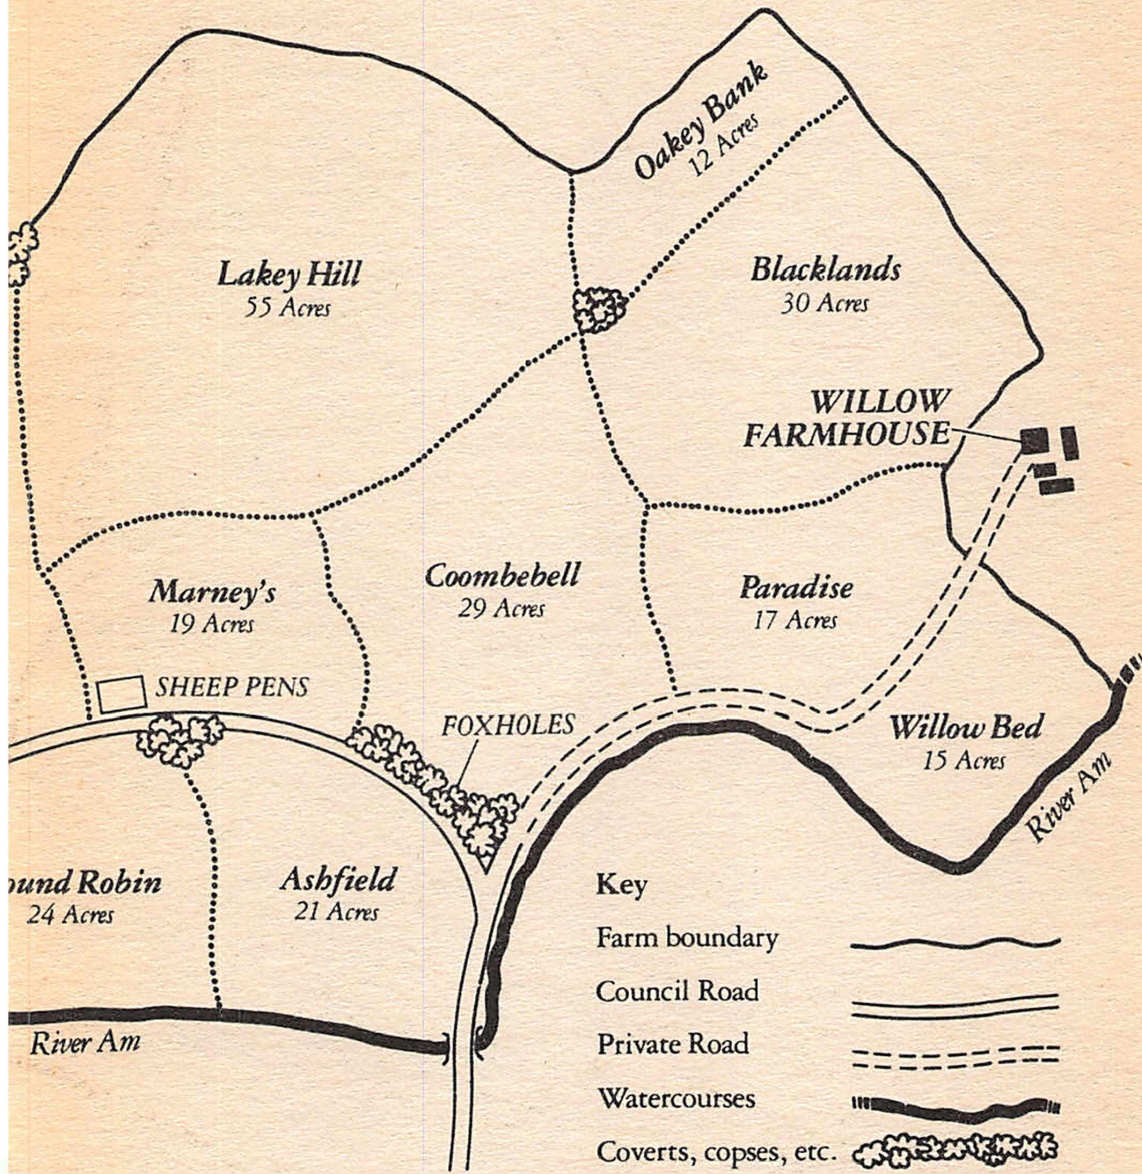 Oakey Bank
12 Acres
Lakey Hill
55 Acres
Blacklands
30 Acres
WILLOW
FARMHOUSE
Marney's
19 Acres
Coombebell
29 Acres
Paradise
17 Acres
SHEEP PENS
FOXHOLES
Willow Bed
15 Acres
River Am
ound Robin
24 Acres
Ashfield
21 Acres
River Am
Key
Farm boundary
Council Road
Private Road
Watercourses
Coverts, copses, etc.